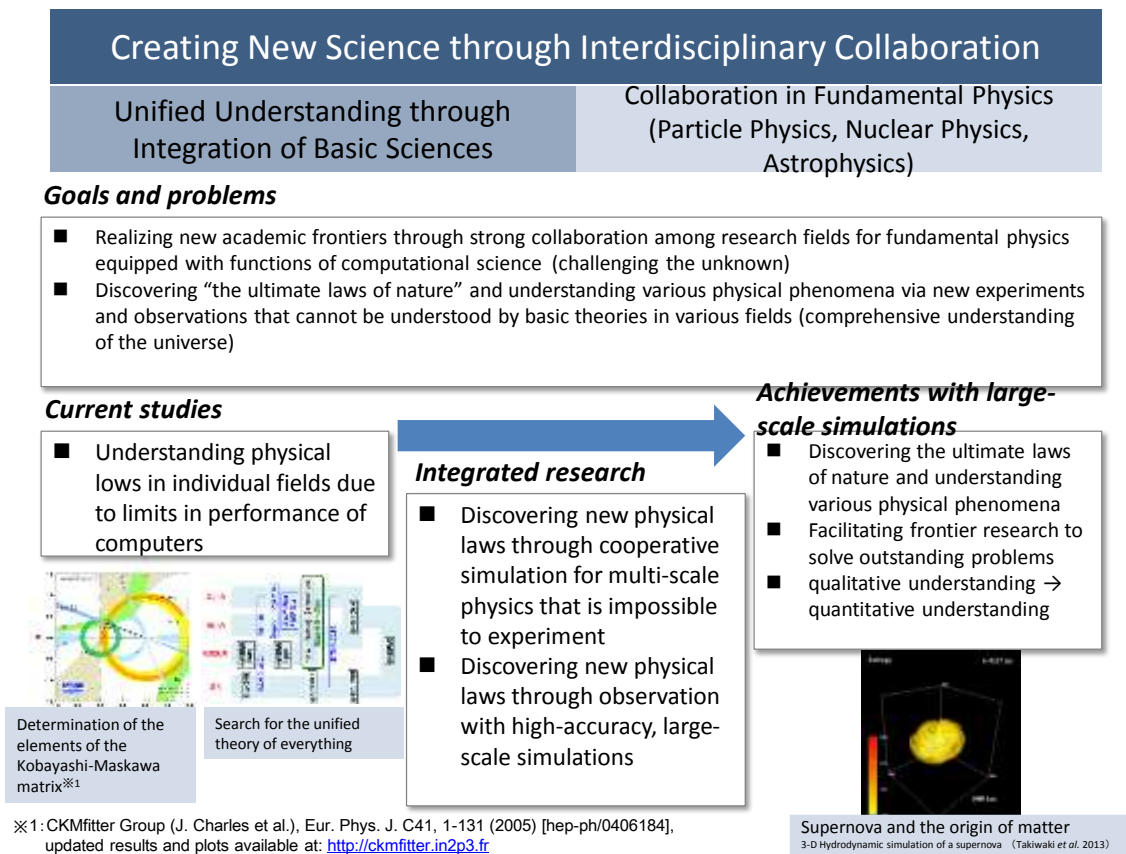 Creating New Science through Interdisciplinary Collaboration
Unified Understanding through
Integration of Basic Sciences
Collaboration in Fundamental Physics
(Particle Physics, Nuclear Physics,
Astrophysics)
Goals and problems
■ Realizing new academic frontiers through strong collaboration among research fields for fundamental physics
equipped with functions of computational science (challenging the unknown)
■ Discovering “the ultimate laws of nature” and understanding various physical phenomena via new experiments
and observations that cannot be understood by basic theories in various fields (comprehensive understanding
of the universe)
Current studies
■ Understanding physical
lows in individual fields due
to limits in performance of
computers
Determination of the
elements of the
Kobayashi-Maskawa
matrix※1
Search for the unified
theory of everything
Integrated research
■ Discovering new physical
laws through cooperative
simulation for multi-scale
physics that is impossible
to experiment
■ Discovering new physical
laws through observation
with high-accuracy, large-
scale simulations
Achievements with large-
scale simulations
■ Discovering the ultimate laws
of nature and understanding
various physical phenomena
■ Facilitating frontier research to
solve outstanding problems
■ qualitative understanding →
quantitative understanding
Supernova and the origin of matter
3-D Hydrodynamic simulation of a supernova （Takiwaki et al. 2013）
※1：CKMfitter Group (J. Charles et al.), Eur. Phys. J. C41, 1-131 (2005) [hep-ph/0406184],
updated results and plots available at: http://ckmfitter.in2p3.fr